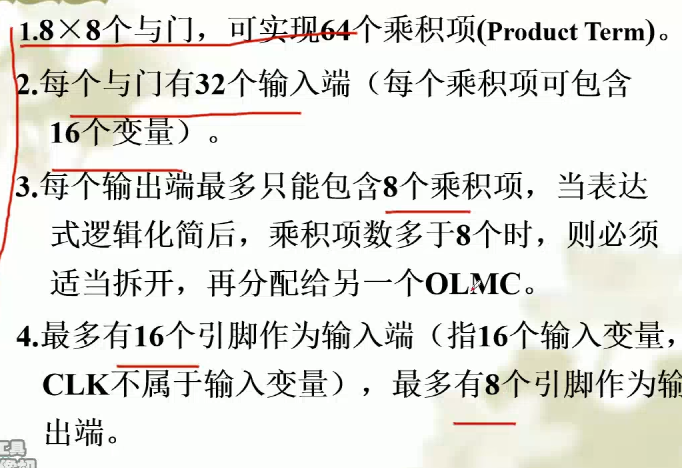 1.8×8个与门，可实现64个乘积项(Product Term)。
2.每个与门有32个输入端（每个乘积项可包含
16个变量）。
3.每个输出端最多只能包含8个乘积项，当表达
式逻辑化简后，乘积项数多于8个时，则必须
适当拆开，再分配给另一个OLMC。
4.最多有16个引脚作为输入端（指16个输入变量，
CLK不属于输入变量），最多有8个引脚作为输
出端。
工具